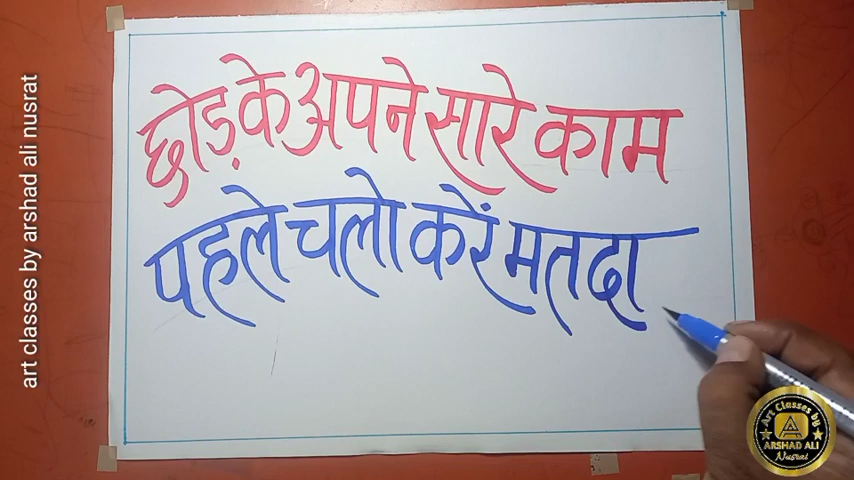 छोड़ के अपने सारे काम
पहले चलो करें मतदा
art classes by arshad ali nusrat
Art Classes by
ARSHAD ALI
Nusrat